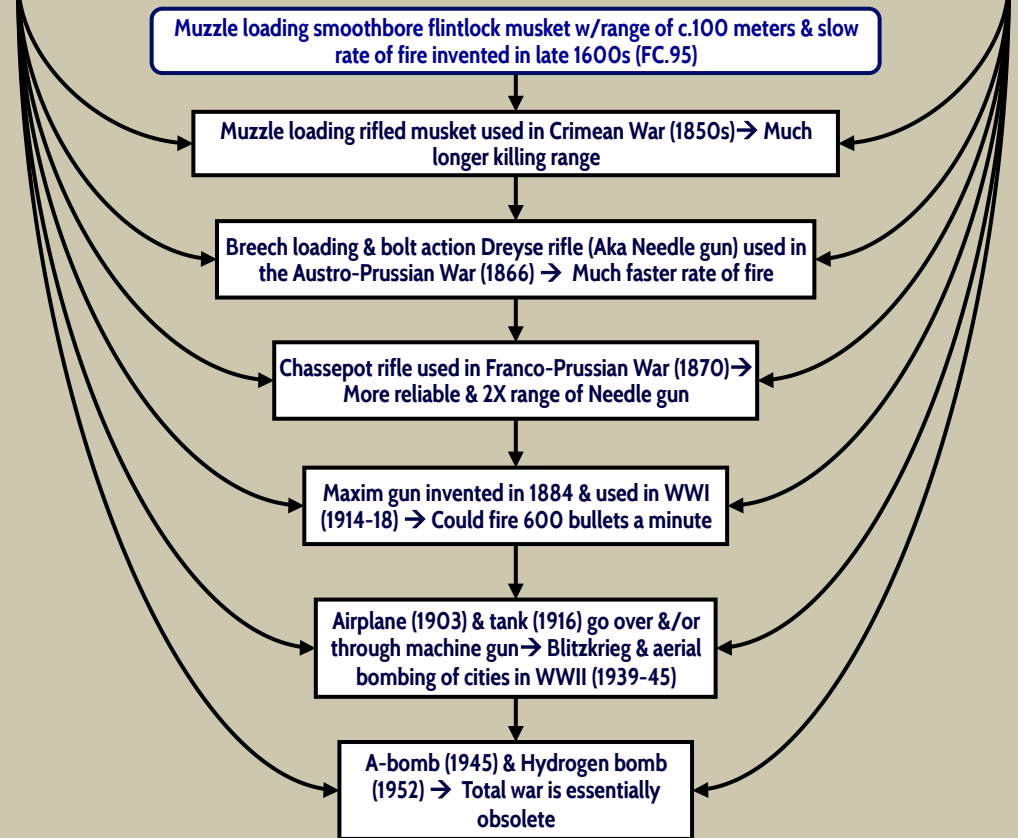 Muzzle loading smoothbore flintlock musket w/range of c.100 meters & slow
rate of fire invented in late 1600s (FC.95)
Muzzle loading rifled musket used in Crimean War (1850s)→ Much
longer killing range
Breech loading & bolt action Dreyse rifle (Aka Needle gun) used in
the Austro-Prussian War (1866) → Much faster rate of fire
Chassepot rifle used in Franco-Prussian War (1870)→
More reliable & 2X range of Needle gun
Maxim gun invented in 1884 & used in WWI
(1914-18) → Could fire 600 bullets a minute
Airplane (1903) & tank (1916) go over &/or
through machine gun→ Blitzkrieg & aerial
bombing of cities in WWII (1939-45)
A-bomb (1945) & Hydrogen bomb
(1952) → Total war is essentially
obsolete